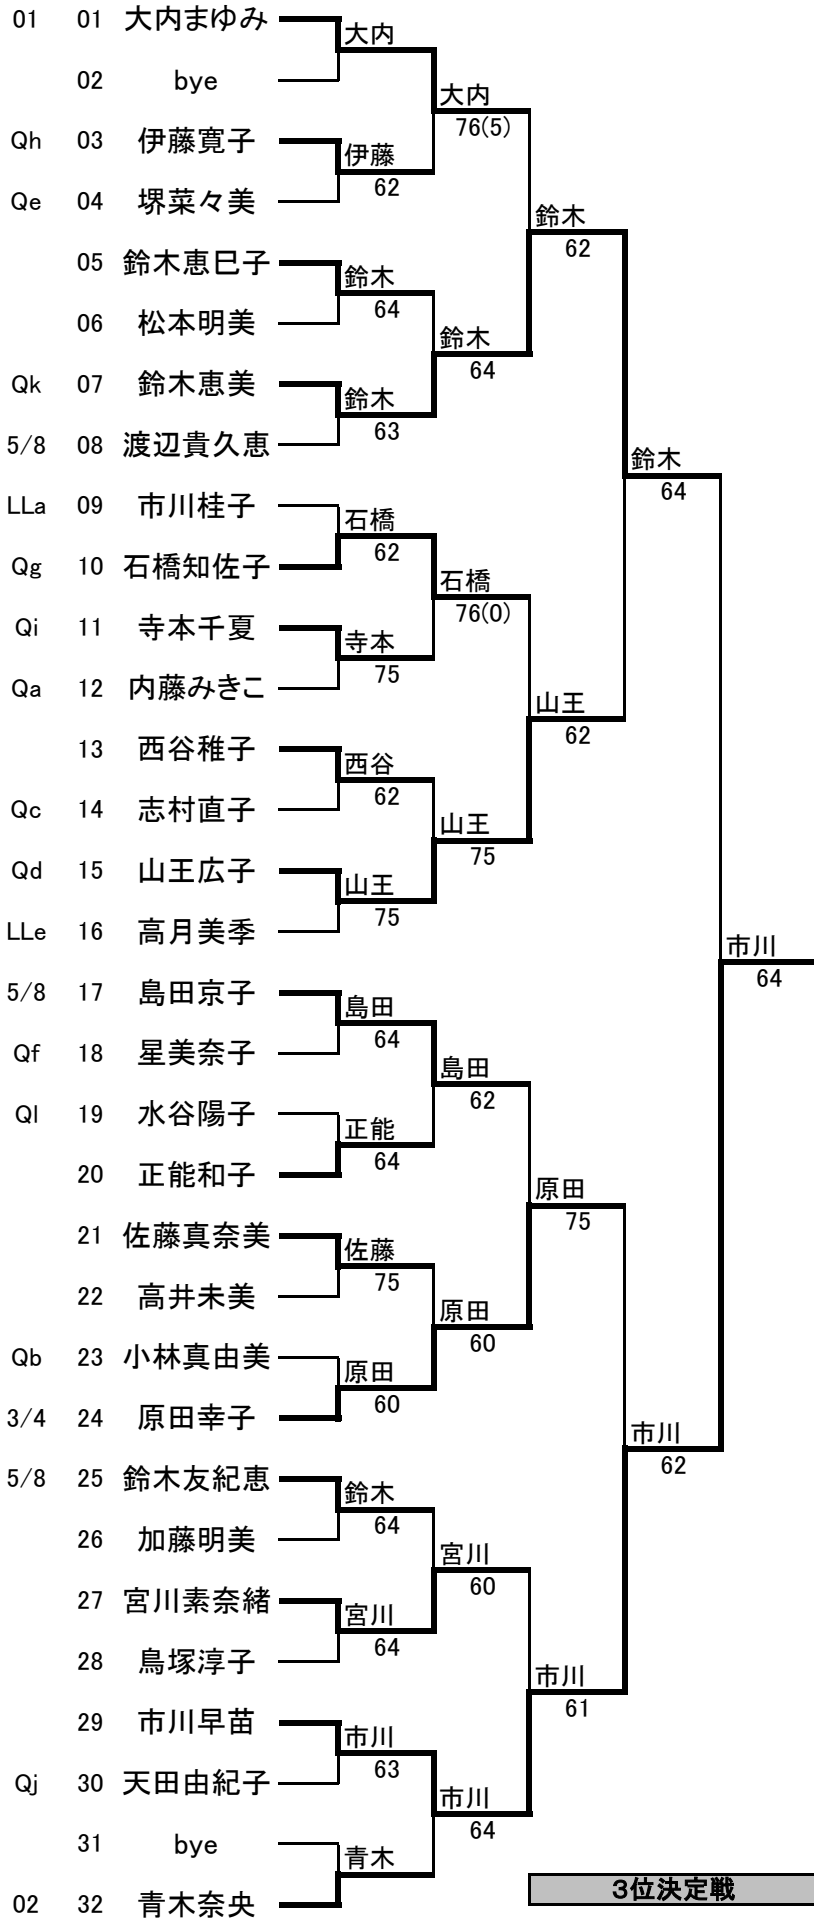 01 01 大内まゆみ
大内
02 bye
大内
76(5)
Qh 03 伊藤寛子
伊藤
62
Qe 04 堺菜々美
鈴木
62
05 鈴木恵巳子
鈴木
64
06 松本明美
鈴木
64
Qk 07 鈴木恵美
鈴木
63
5/8 08 渡辺貴久恵
鈴木
64
LLa 09 市川桂子
石橋
62
Qg 10 石橋知佐子
石橋
76(0)
Qi 11 寺本千夏
寺本
75
Qa 12 内藤みきこ
山王
62
13 西谷稚子
西谷
62
Qc 14 志村直子
山王
75
Qd 15 山王広子
山王
75
LLe 16 高月美季
市川
64
5/8 17 島田京子
島田
64
Qf 18 星美奈子
島田
62
Ql 19 水谷陽子
正能
64
20 正能和子
原田
75
21 佐藤真奈美
佐藤
75
22 高井未美
原田
60
Qb 23 小林真由美
原田
60
3/4 24 原田幸子
市川
62
5/8 25 鈴木友紀恵
鈴木
64
26 加藤明美
宮川
60
27 宮川素奈緒
宮川
64
28 鳥塚淳子
市川
61
29 市川早苗
市川
63
Qj 30 天田由紀子
市川
64
31 bye
青木
02 32 青木奈央
3位決定戦